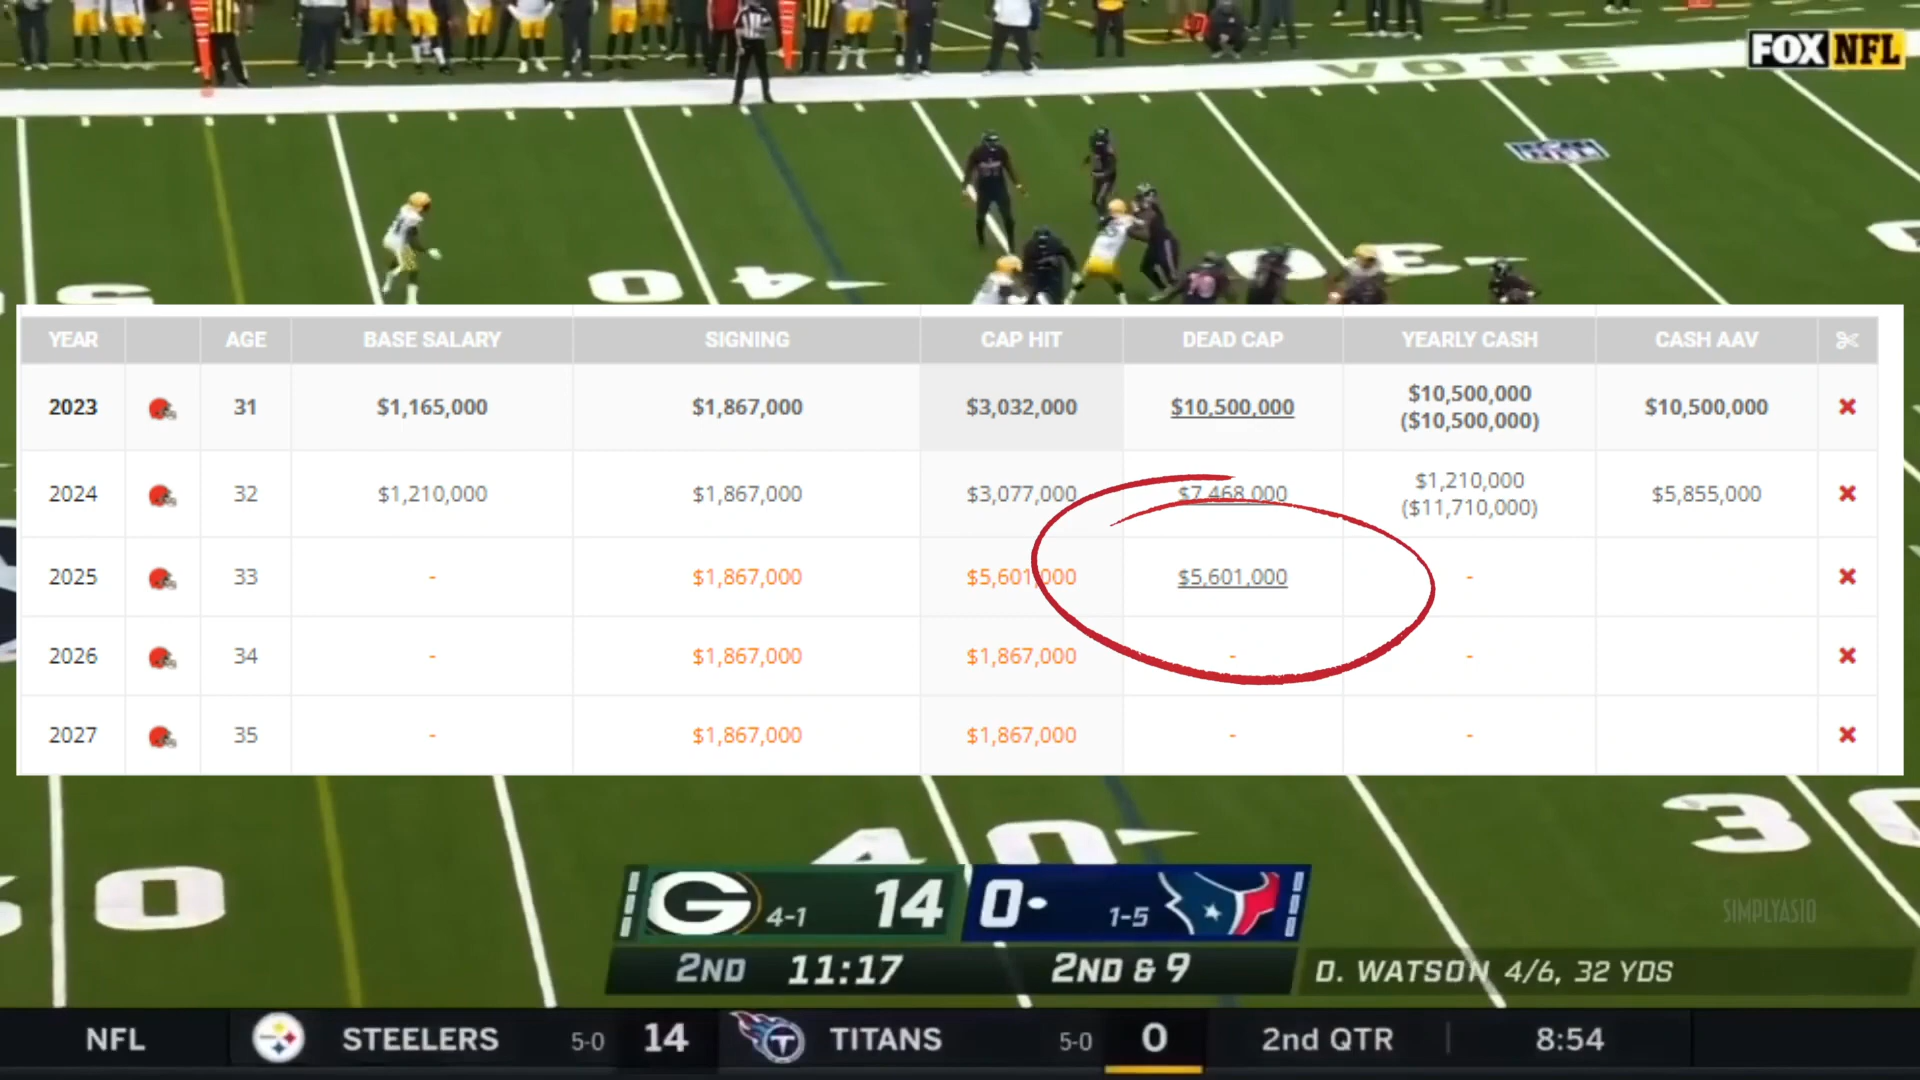 FOX NFL
VOTE
NFL
40
30
YEAR AGE BASE SALARY SIGNING CAP HIT DEAD CAP YEARLY CASH CASH AAV
2023 31 $1,165,000 $1,867,000 $3,032,000 $10,500,000 $10,500,000 ($10,500,000) $10,500,000
2024 32 $1,210,000 $1,867,000 $3,077,000 $7,468,000 $1,210,000 ($11,710,000) $5,855,000
2025 33 - $1,867,000 $5,601,000 $5,601,000 -
2026 34 - $1,867,000 $1,867,000 - -
2027 35 - $1,867,000 $1,867,000 - -
40
30
G 4-1 14 0 1-5
2ND 11:17 2ND & 9
D. WATSON 4/6, 32 YDS
SIMPLYAS10
NFL STEELERS 5-0 14 TITANS 5-0 0 2nd QTR 8:54